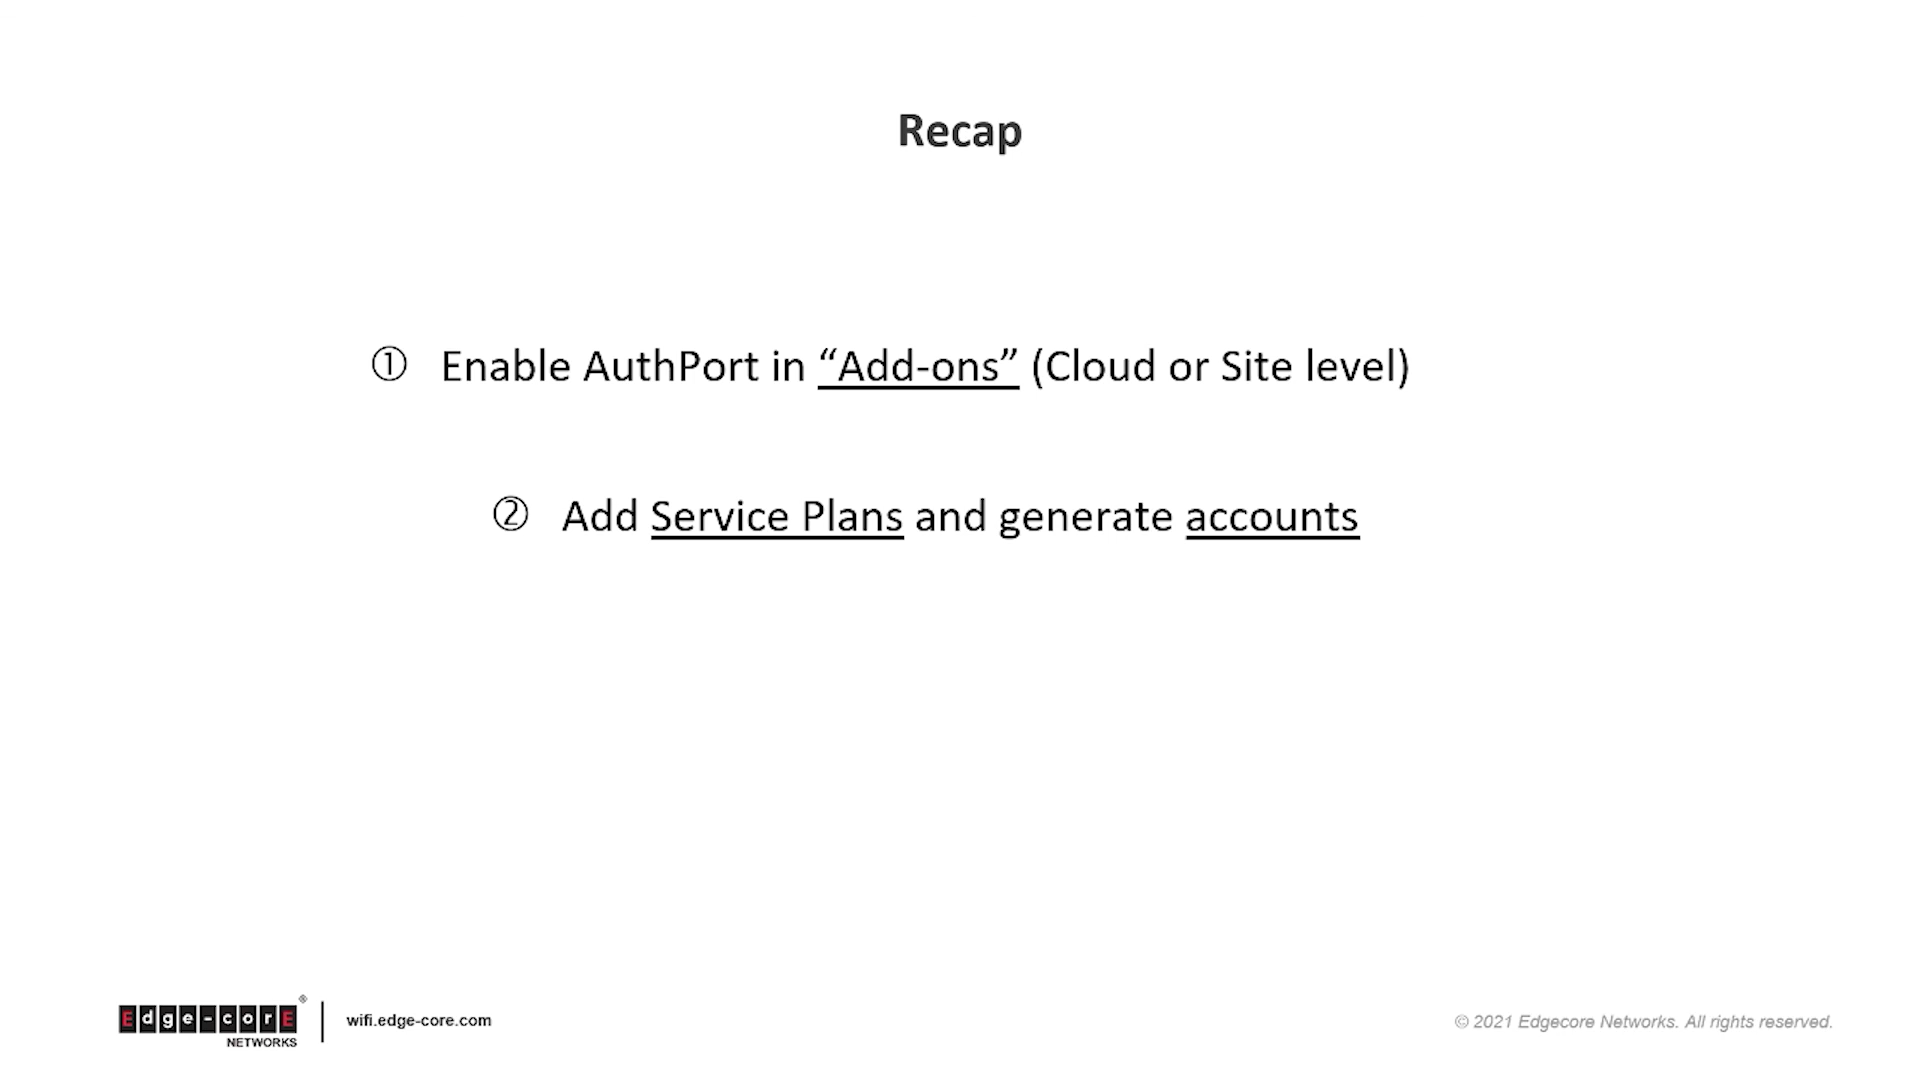 Recap
① Enable AuthPort in “Add-ons” (Cloud or Site level)
② Add Service Plans and generate accounts
Edge-corE®
NETWORKS
wifi.edge-core.com
© 2021 Edgecore Networks. All rights reserved.